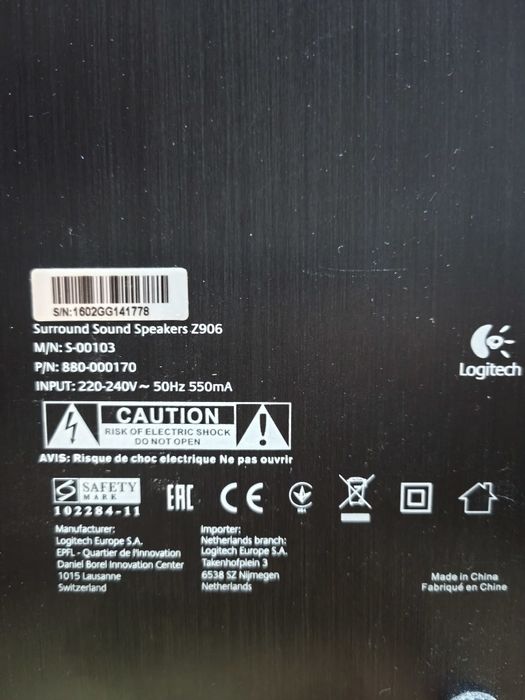 S/N:1602GG141778
Surround Sound Speakers Z906
M/N: S-00103
P/N: 880-000170
INPUT: 220-240V~ 50Hz 550mA
Logitech
CAUTION
RISK OF ELECTRIC SHOCK
DO NOT OPEN
AVIS: Risque de choc électrique Ne pas ouvrir
SAFETY
MARK
102284-11
EAC
CE
Manufacturer:
Logitech Europe S.A.
EPFL - Quartier de l'Innovation
Daniel Borel Innovation Center
1015 Lausanne
Switzerland
Importer:
Netherlands branch:
Logitech Europe S.A.
Takenhofplein 3
6538 SZ Nijmegen
Netherlands
Made in China
Fabriqué en Chine